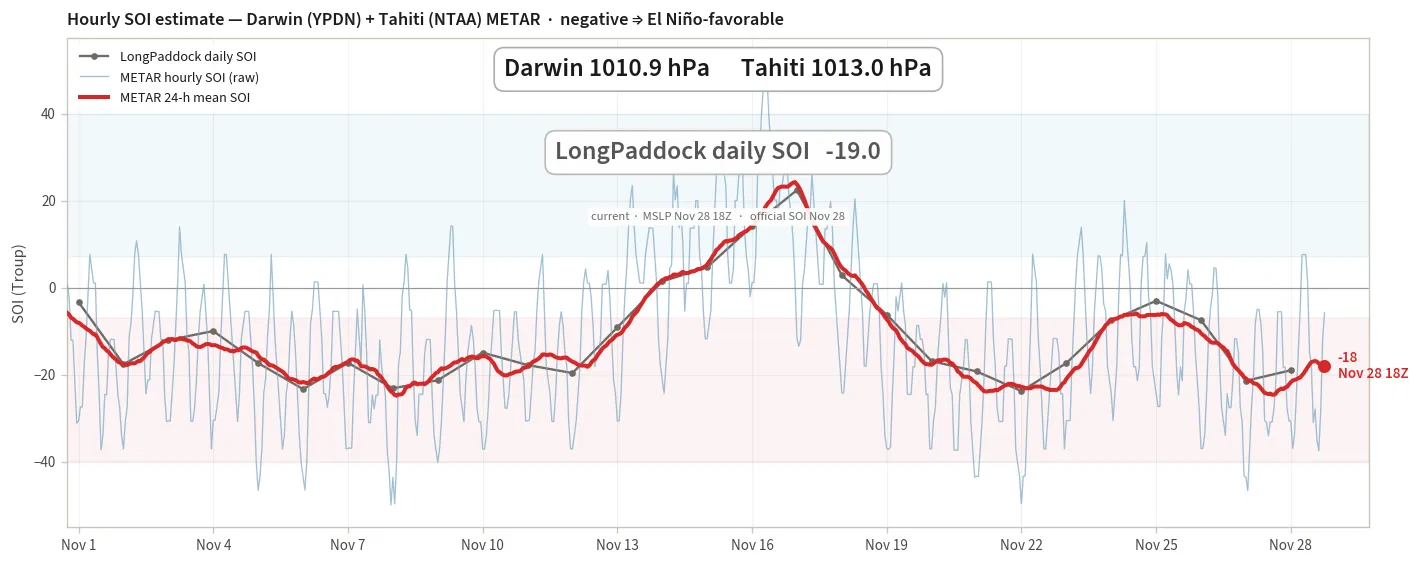 Hourly SOI estimate — Darwin (YPDN) + Tahiti (NTAA) METAR · negative ⇒ El Niño-favorable
LongPaddock daily SOI
METAR hourly SOI (raw)
METAR 24-h mean SOI
Darwin 1010.9 hPa Tahiti 1013.0 hPa
LongPaddock daily SOI -19.0
current · MSLP Nov 28 18Z · official SOI Nov 28
SOI (Troup)
40
20
0
−20
−40
-18
Nov 28 18Z
Nov 1
Nov 4
Nov 7
Nov 10
Nov 13
Nov 16
Nov 19
Nov 22
Nov 25
Nov 28